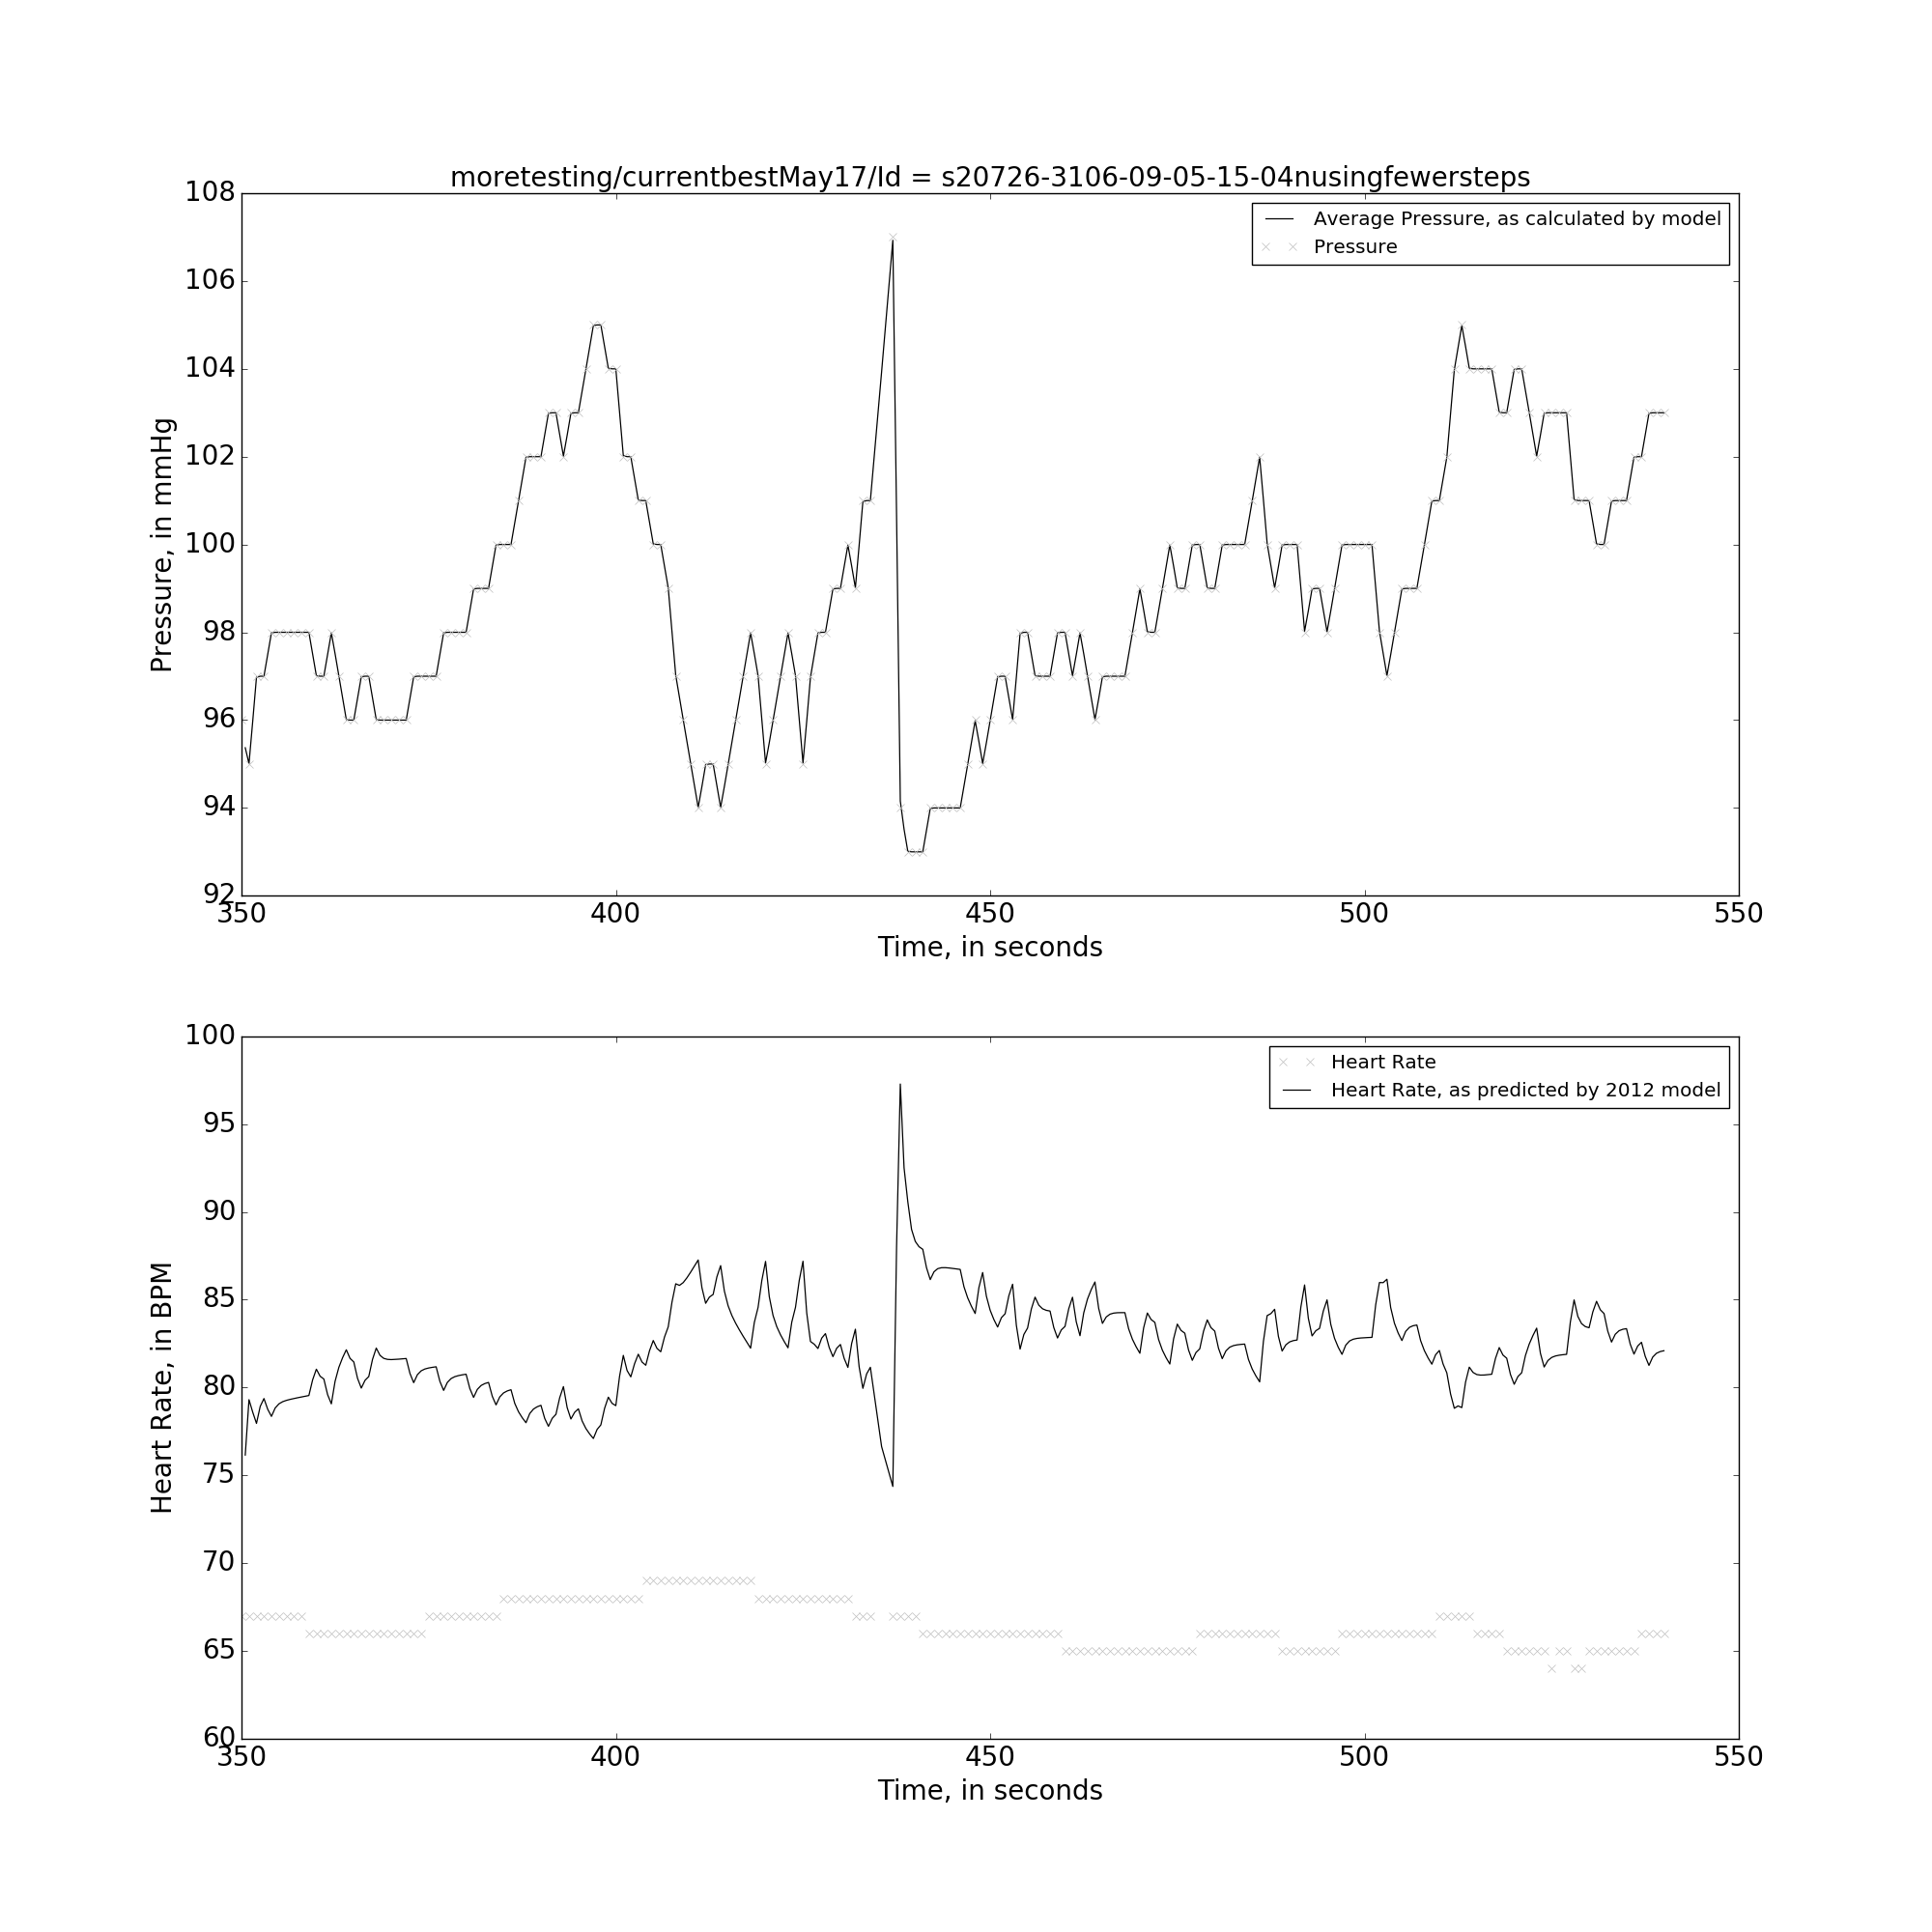 moretesting/currentbestMay17/Id = s20726-3106-09-05-15-04nusingfewersteps
108
106
104
102
100
98
96
94
92
Pressure, in mmHg
Average Pressure, as calculated by model
Pressure
350 400 450 500 550
Time, in seconds
100
95
90
85
80
75
70
65
60
Heart Rate, in BPM
Heart Rate
Heart Rate, as predicted by 2012 model
350 400 450 500 550
Time, in seconds